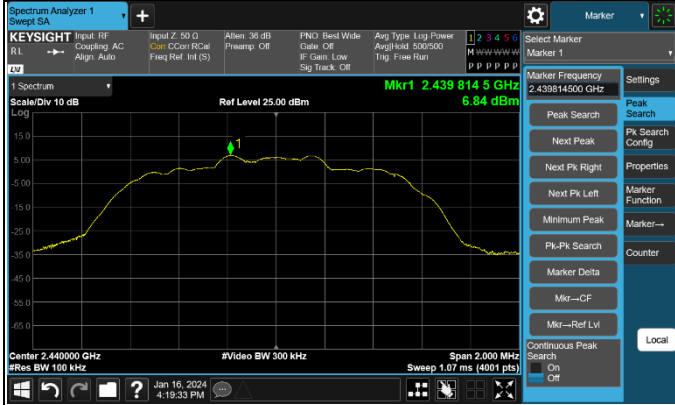 Spectrum Analyzer 1
Swept SA
Marker
KEYSIGHT Input: RF Input Z: 50 Ω Atten: 36 dB PNO: Best Wide Avg Type: Log-Power 1 2 3 4 5 6
RL Coupling: AC Corr CCorr RCal Preamp: Off Gate: Off Avg|Hold: 500/500 M W W W W W
Align: Auto Freq Ref: Int (S) IF Gain: Low Trig: Free Run
Sig Track: Off P P P P P P
LXI
Select Marker
Marker 1
1 Spectrum
Mkr1 2.439 814 5 GHz
Scale/Div 10 dB Ref Level 25.00 dBm 6.84 dBm
Log
15.0
1
5.00
-5.00
-15.0
-25.0
-35.0
-45.0
-55.0
-65.0
Center 2.440000 GHz #Video BW 300 kHz Span 2.000 MHz
#Res BW 100 kHz Sweep 1.07 ms (4001 pts)
Marker Frequency
2.439814500 GHz
Peak Search
Next Peak
Next Pk Right
Next Pk Left
Minimum Peak
Pk-Pk Search
Marker Delta
Mkr→CF
Mkr→Ref Lvl
Continuous Peak
Search
On
Off
Settings
Peak
Search
Pk Search
Config
Properties
Marker
Function
Marker→
Counter
Local
? Jan 16, 2024
4:19:33 PM